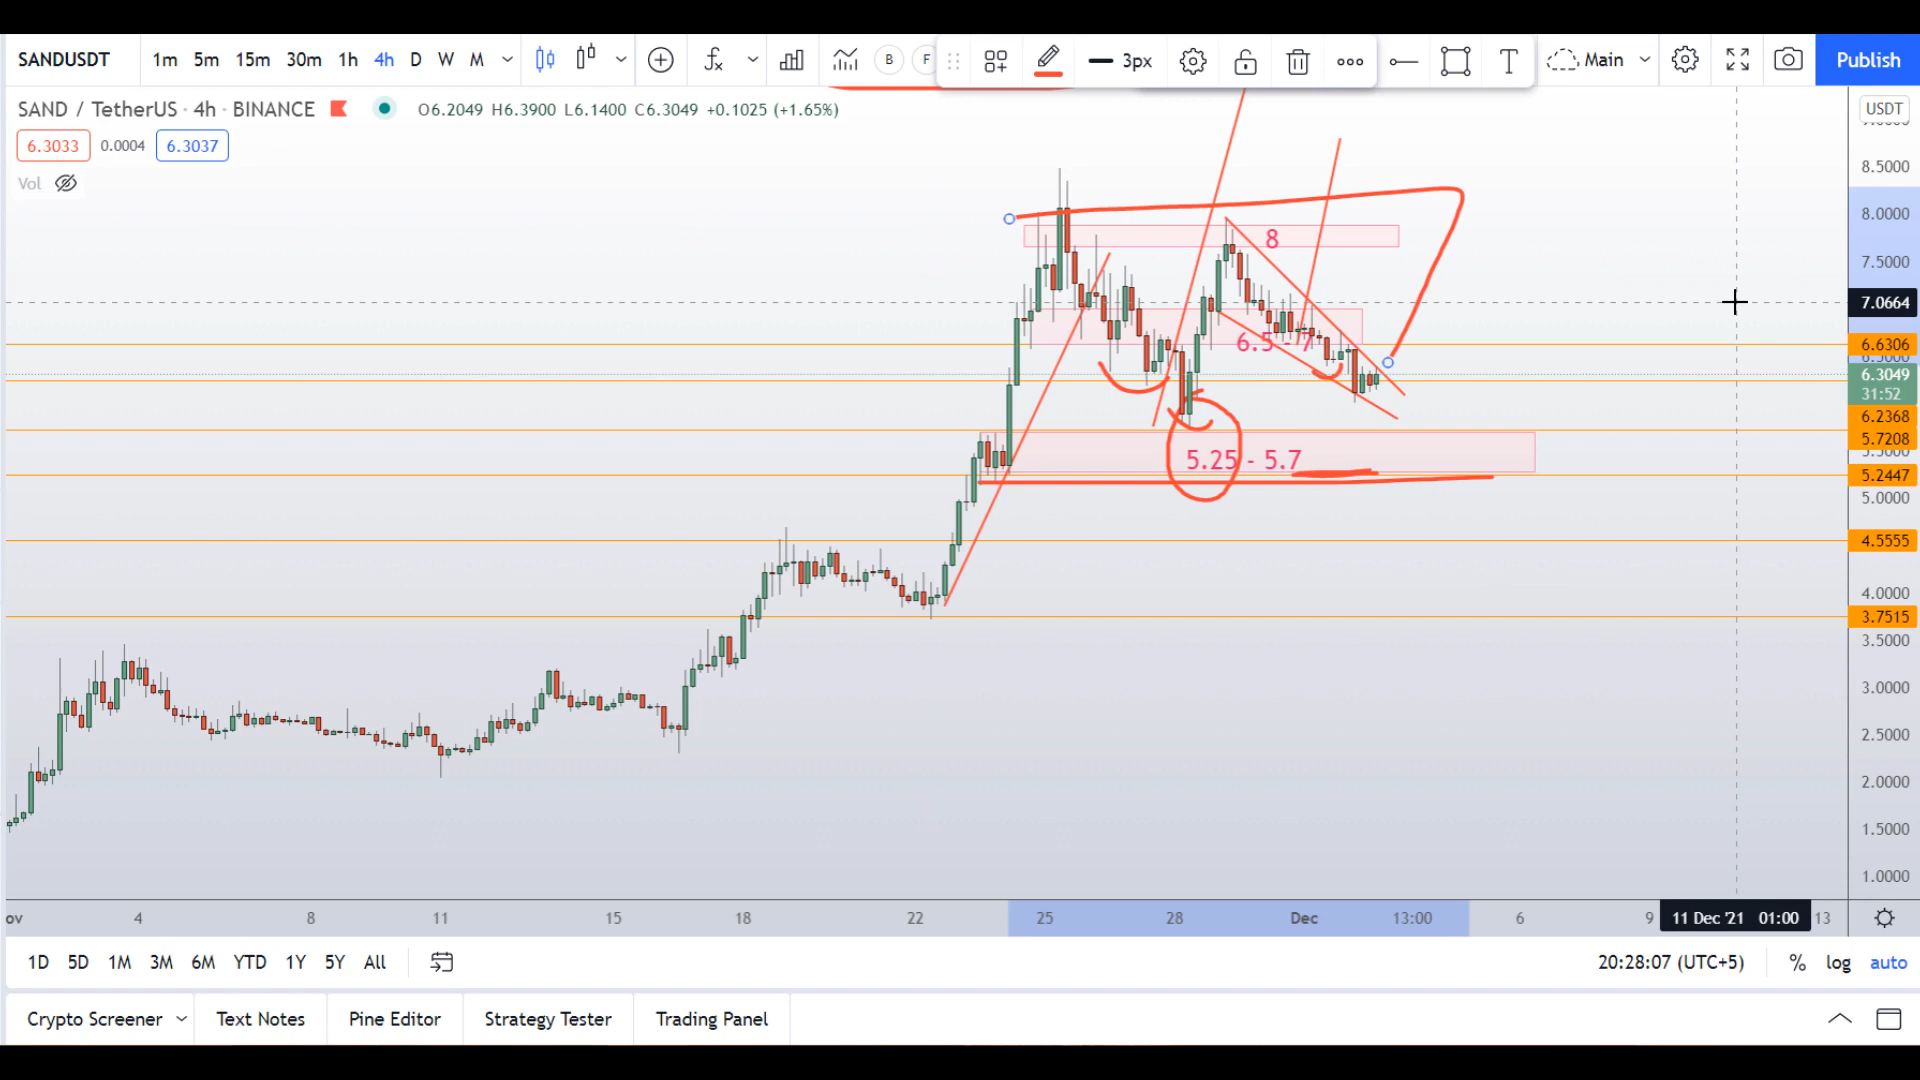 SANDUSDT 1m 5m 15m 30m 1h 4h D W M B F 3px T Main Publish
SAND / TetherUS · 4h · BINANCE O6.2049 H6.3900 L6.1400 C6.3049 +0.1025 (+1.65%) USDT
6.3033 0.0004 6.3037
Vol
8.5000
8.0000
8
7.5000
7.0664
6.5 - 7
6.6306
6.3049
31:52
6.2368
5.7208
5.25 - 5.7
5.2447
5.0000
4.5555
4.0000
3.7515
3.5000
3.0000
2.5000
2.0000
1.5000
1.0000
ov 4 8 11 15 18 22 25 28 Dec 13:00 6 9 11 Dec '21 01:00 13
1D 5D 1M 3M 6M YTD 1Y 5Y All 20:28:07 (UTC+5) % log auto
Crypto Screener Text Notes Pine Editor Strategy Tester Trading Panel